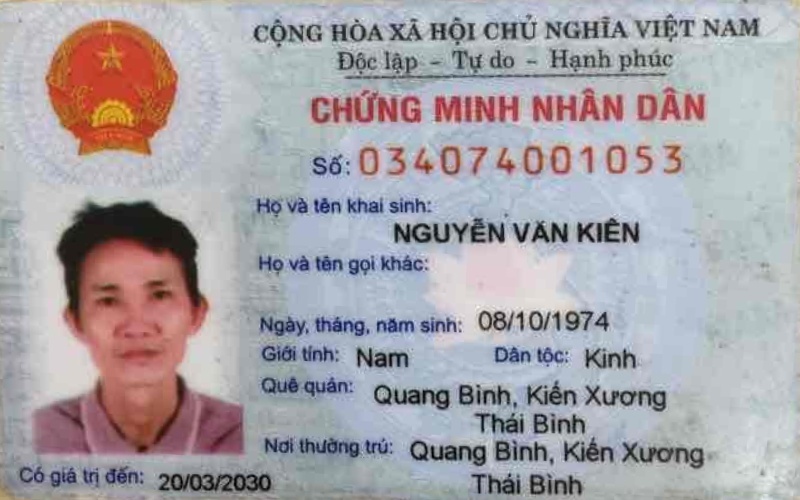 CỘNG HÒA XÃ HỘI CHỦ NGHĨA VIỆT NAM
Độc lập - Tự do - Hạnh phúc
CHỨNG MINH NHÂN DÂN
Số: 034074001053
Họ và tên khai sinh:
NGUYỄN VĂN KIÊN
Họ và tên gọi khác:
Ngày, tháng, năm sinh: 08/10/1974
Giới tính: Nam Dân tộc: Kinh
Quê quán: Quang Bình, Kiến Xương
Thái Bình
Nơi thường trú: Quang Bình, Kiến Xương
Thái Bình
Có giá trị đến: 20/03/2030